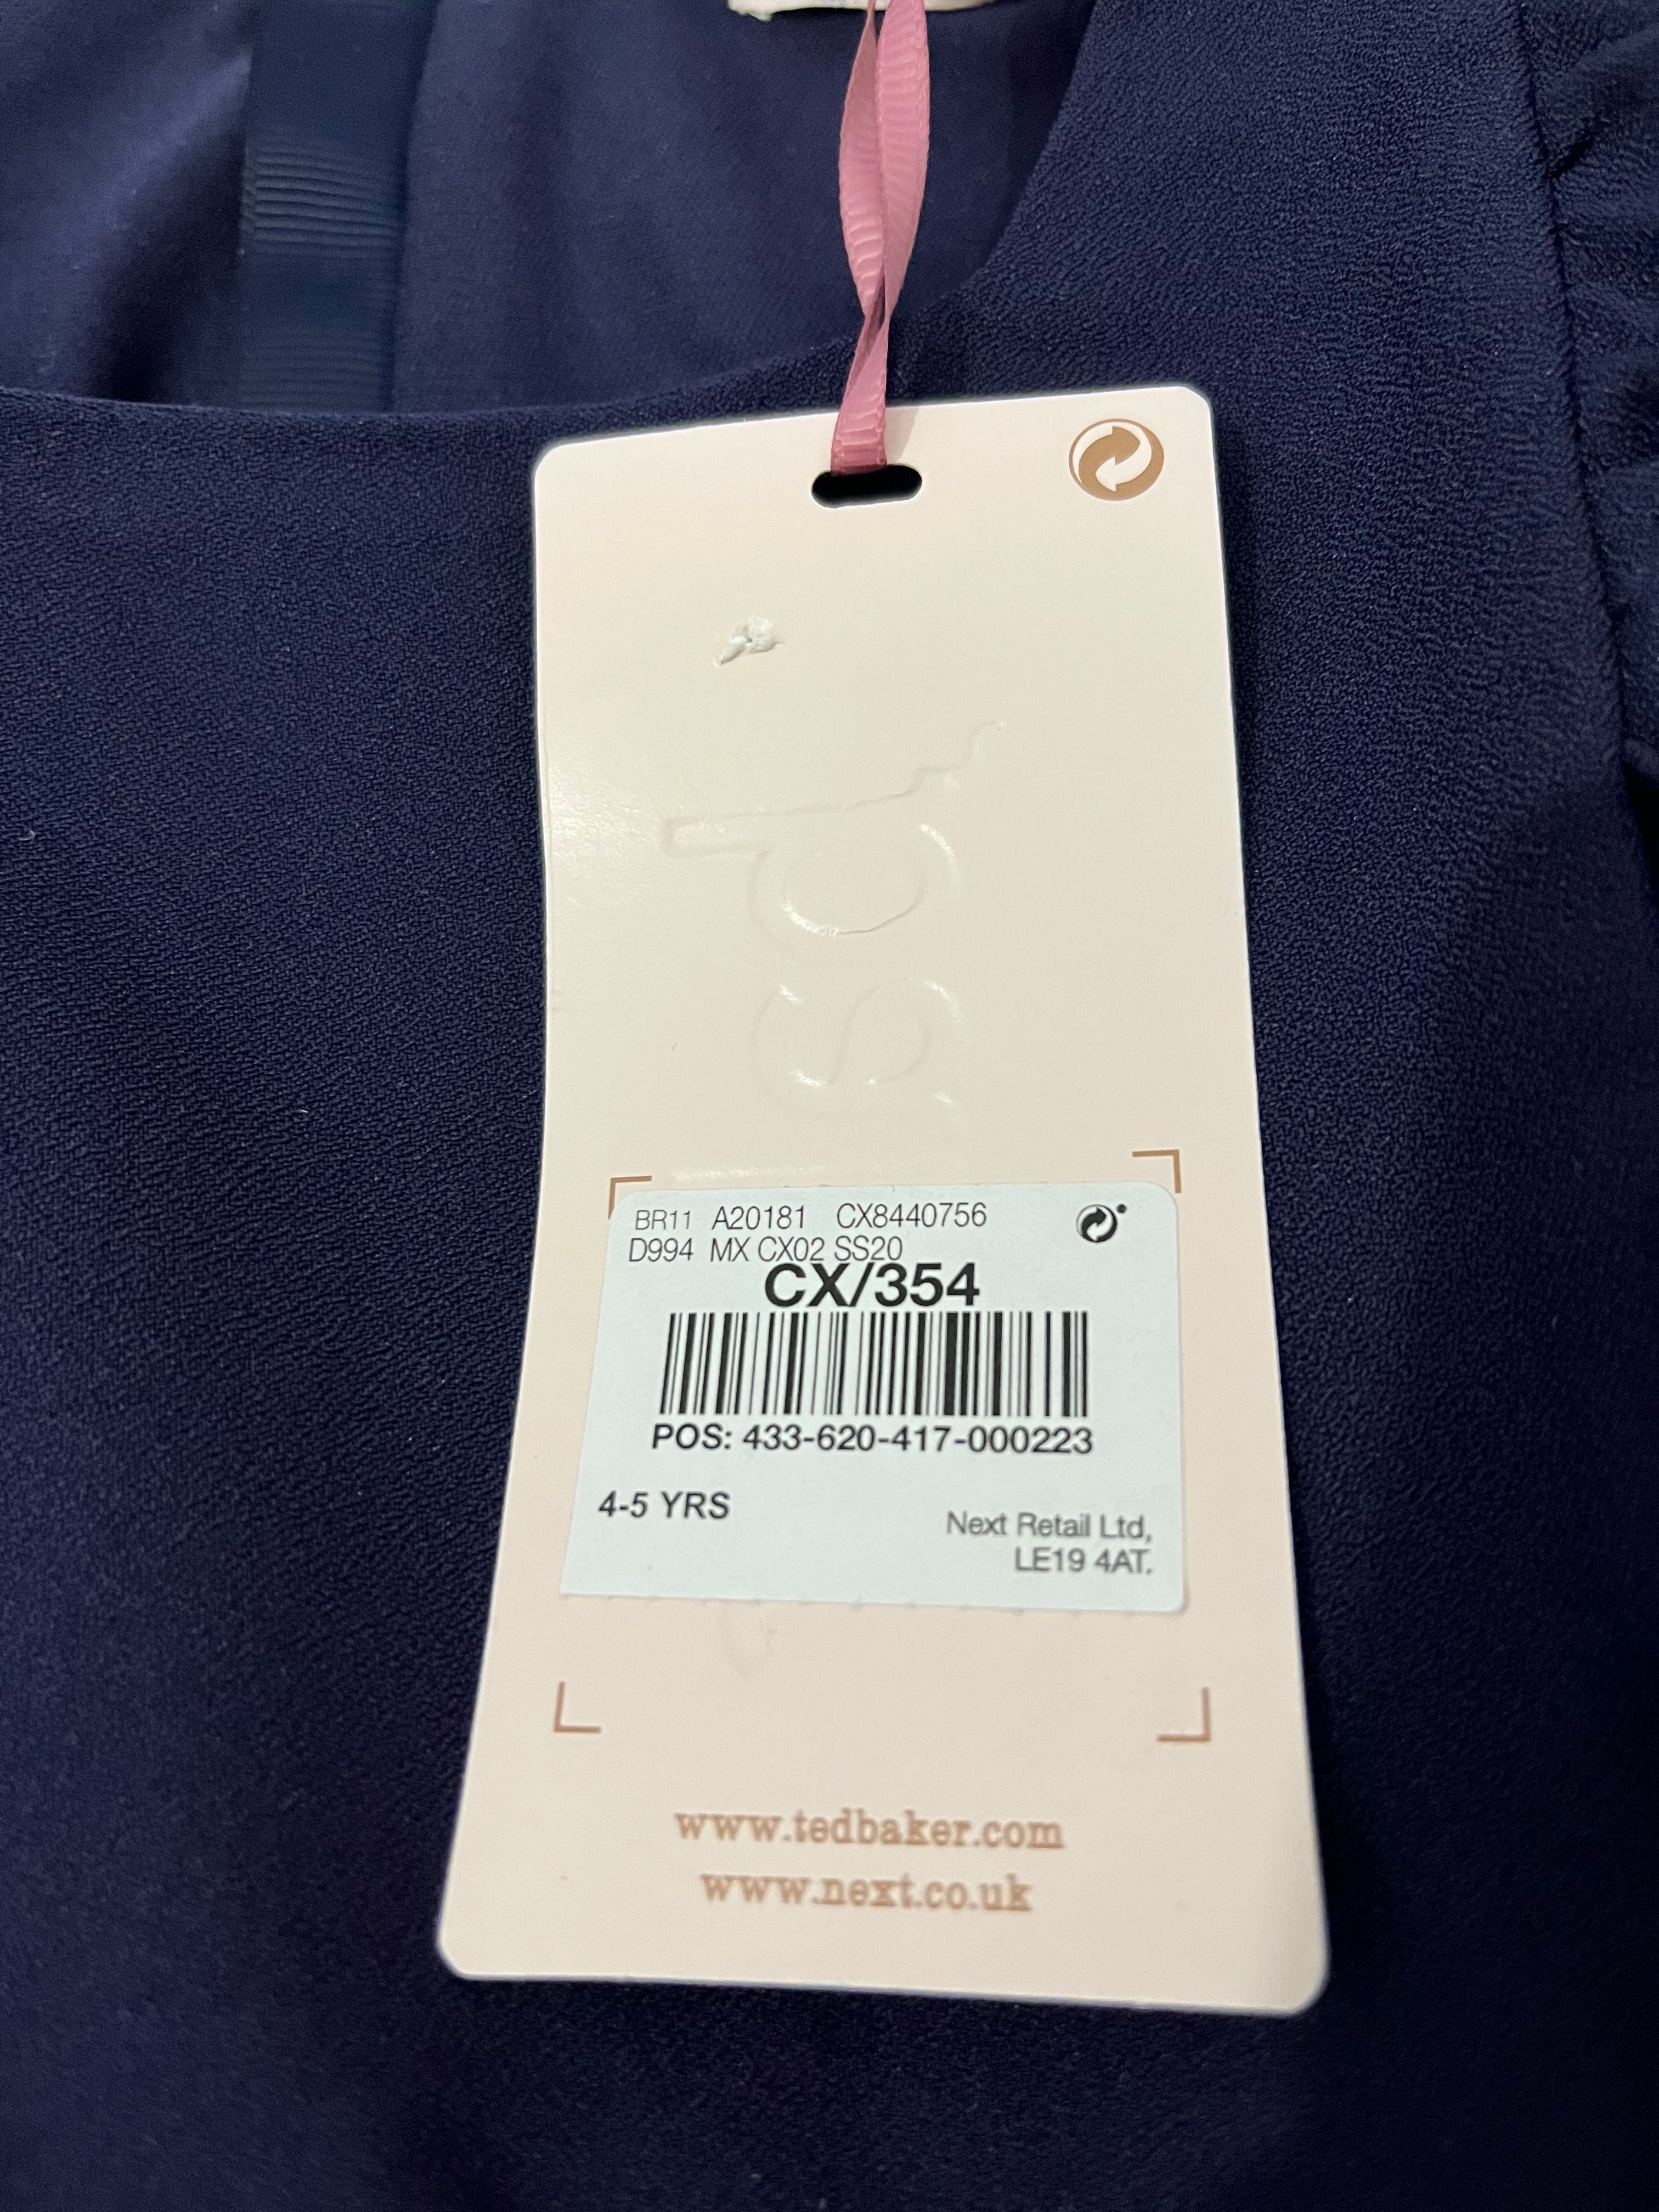 BR11 A20181 CX8440756
D994 MX CX02 SS20
CX/354
POS: 433-620-417-000223
4-5 YRS
Next Retail Ltd,
LE19 4AT.
www.tedbaker.com
www.next.co.uk